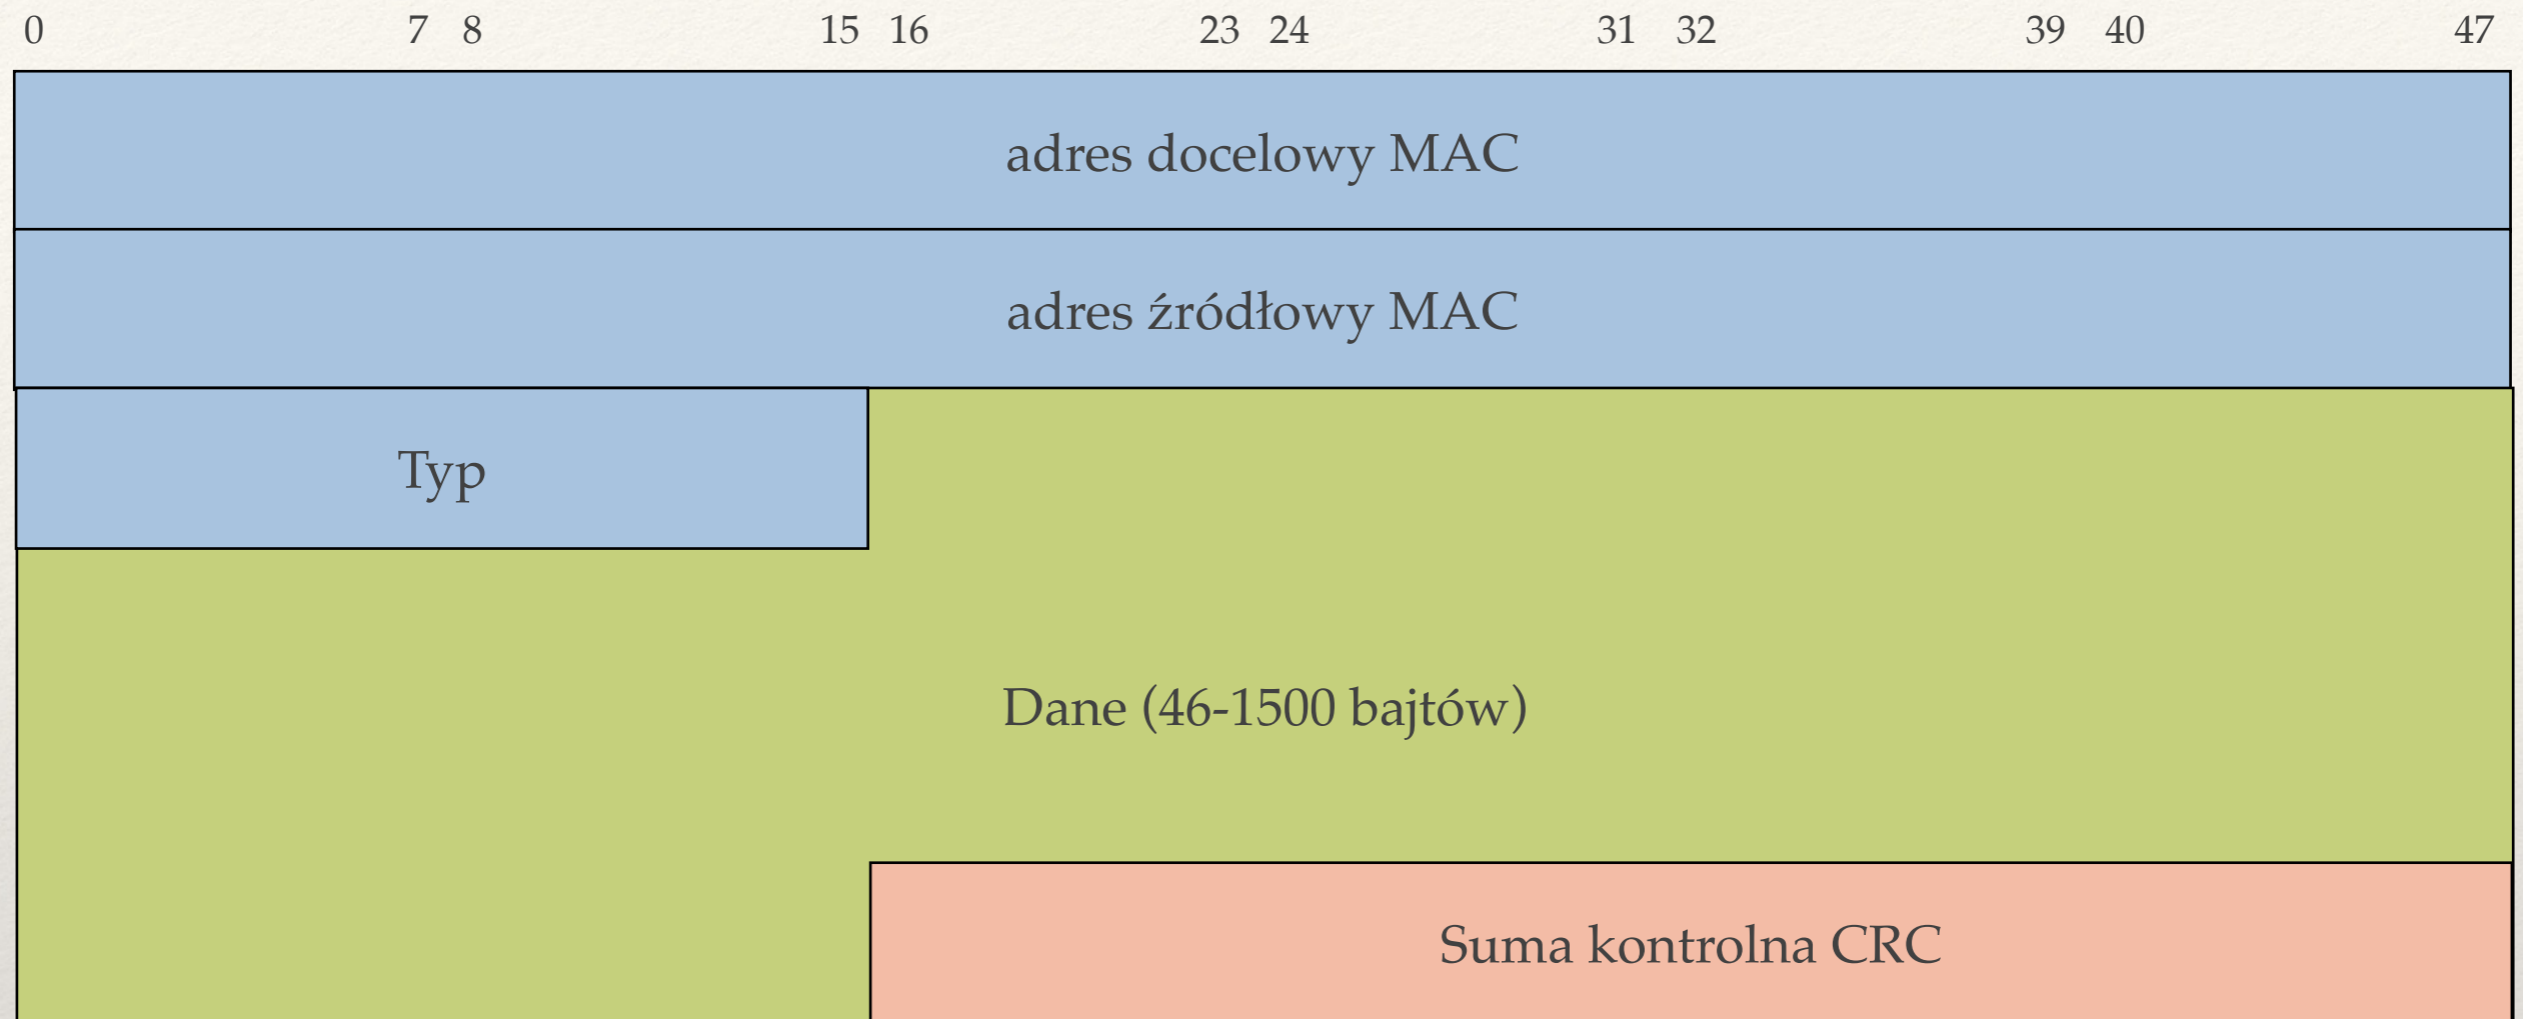 0 7 8 15 16 23 24 31 32 39 40 47
adres docelowy MAC
adres źródłowy MAC
Typ
Dane (46-1500 bajtów)
Suma kontrolna CRC